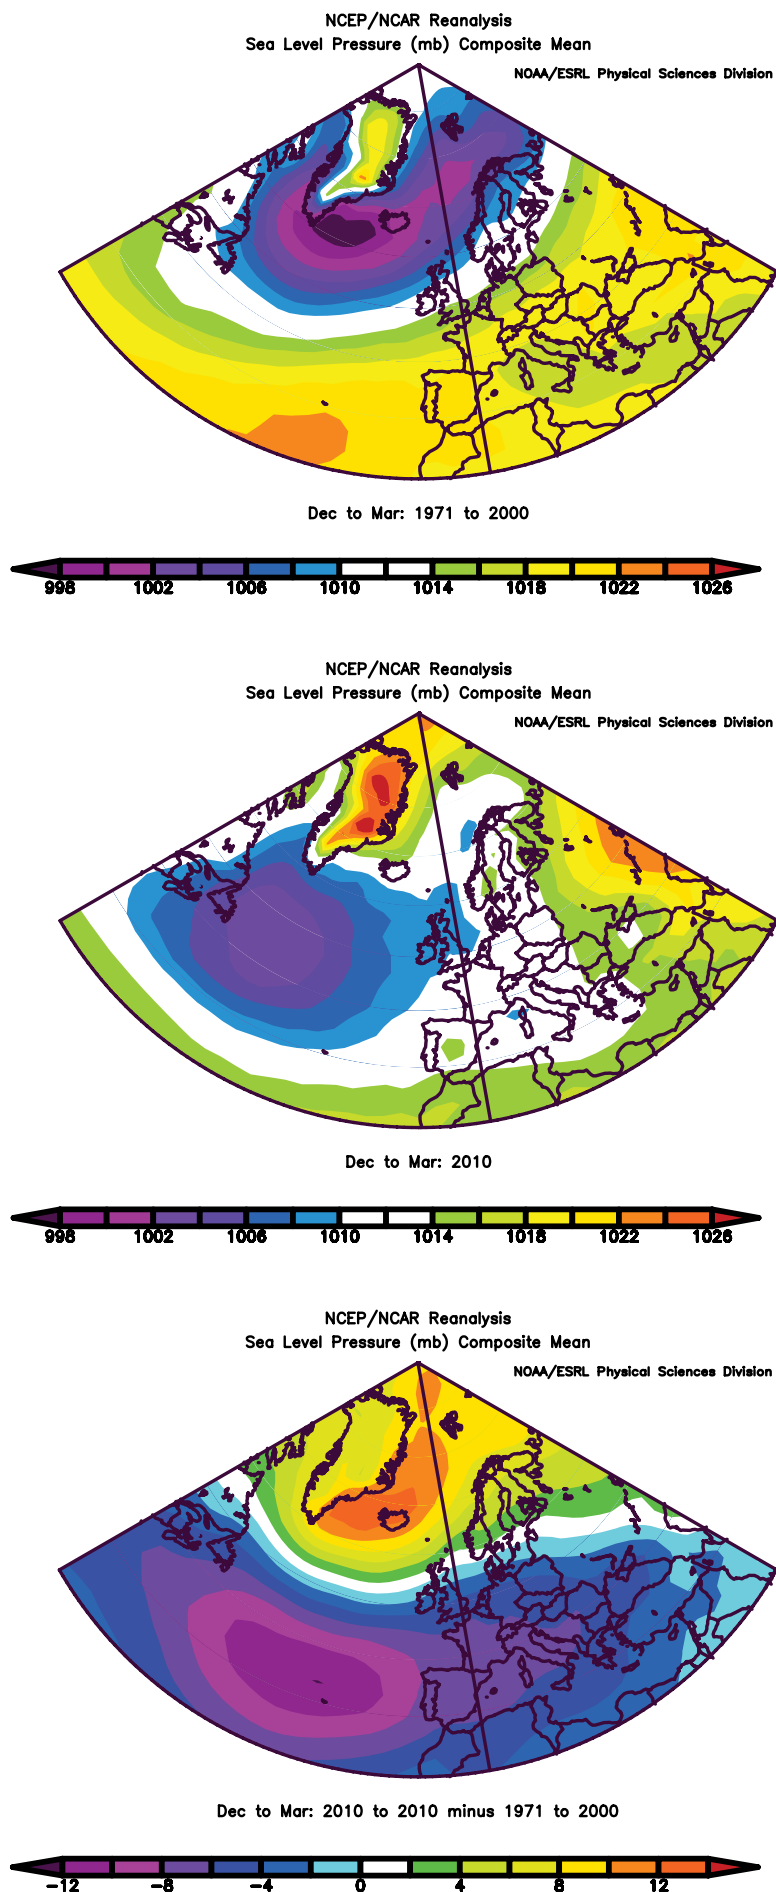 NCEP/NCAR Reanalysis
Sea Level Pressure (mb) Composite Mean
NOAA/ESRL Physical Sciences Division
Dec to Mar: 1971 to 2000
998 1002 1006 1010 1014 1018 1022 1026
NCEP/NCAR Reanalysis
Sea Level Pressure (mb) Composite Mean
NOAA/ESRL Physical Sciences Division
Dec to Mar: 2010
998 1002 1006 1010 1014 1018 1022 1026
NCEP/NCAR Reanalysis
Sea Level Pressure (mb) Composite Mean
NOAA/ESRL Physical Sciences Division
Dec to Mar: 2010 to 2010 minus 1971 to 2000
-12 -8 -4 0 4 8 12